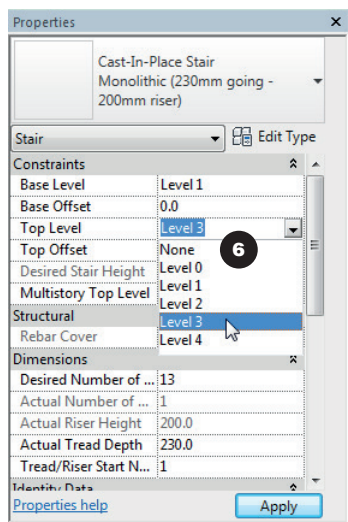 Properties
Cast-In-Place Stair
Monolithic (230mm going -
200mm riser)
Stair Edit Type
Constraints
Base Level Level 1
Base Offset 0.0
Top Level Level 3
Top Offset None
6
Desired Stair Height Level 0
Level 1
Multistory Top Level Level 2
Structural Level 3
Rebar Cover Level 4
Dimensions
Desired Number of ... 13
Actual Number of ... 1
Actual Riser Height 200.0
Actual Tread Depth 230.0
Tread/Riser Start N... 1
Identity Data
Properties help Apply